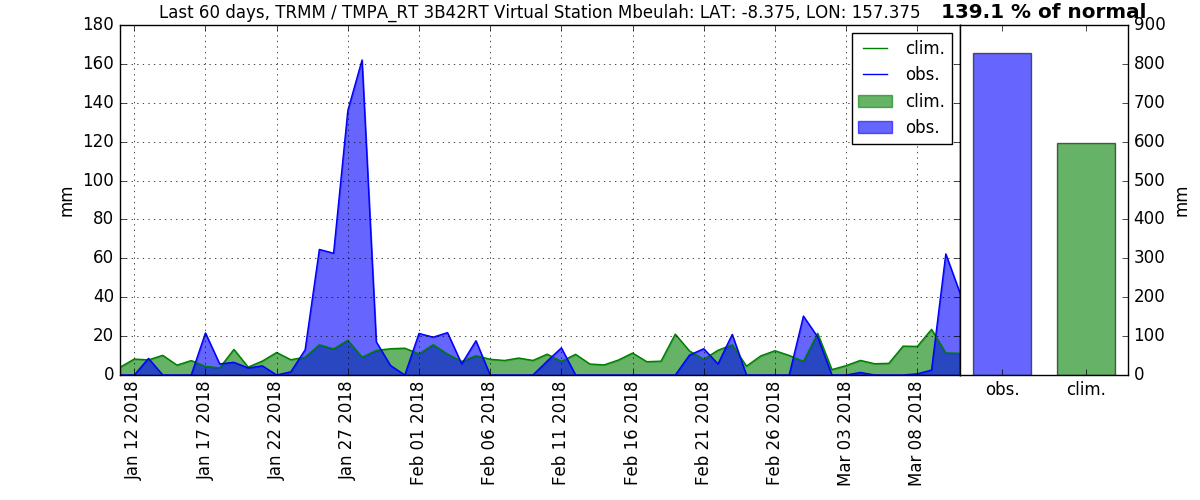 Last 60 days, TRMM / TMPA_RT 3B42RT Virtual Station Mbeulah: LAT: -8.375, LON: 157.375
139.1 % of normal
180
160
140
120
100
80
60
40
20
0
mm
clim.
obs.
clim.
obs.
900
800
700
600
500
400
300
200
100
0
mm
Jan 12 2018
Jan 17 2018
Jan 22 2018
Jan 27 2018
Feb 01 2018
Feb 06 2018
Feb 11 2018
Feb 16 2018
Feb 21 2018
Feb 26 2018
Mar 03 2018
Mar 08 2018
obs.
clim.